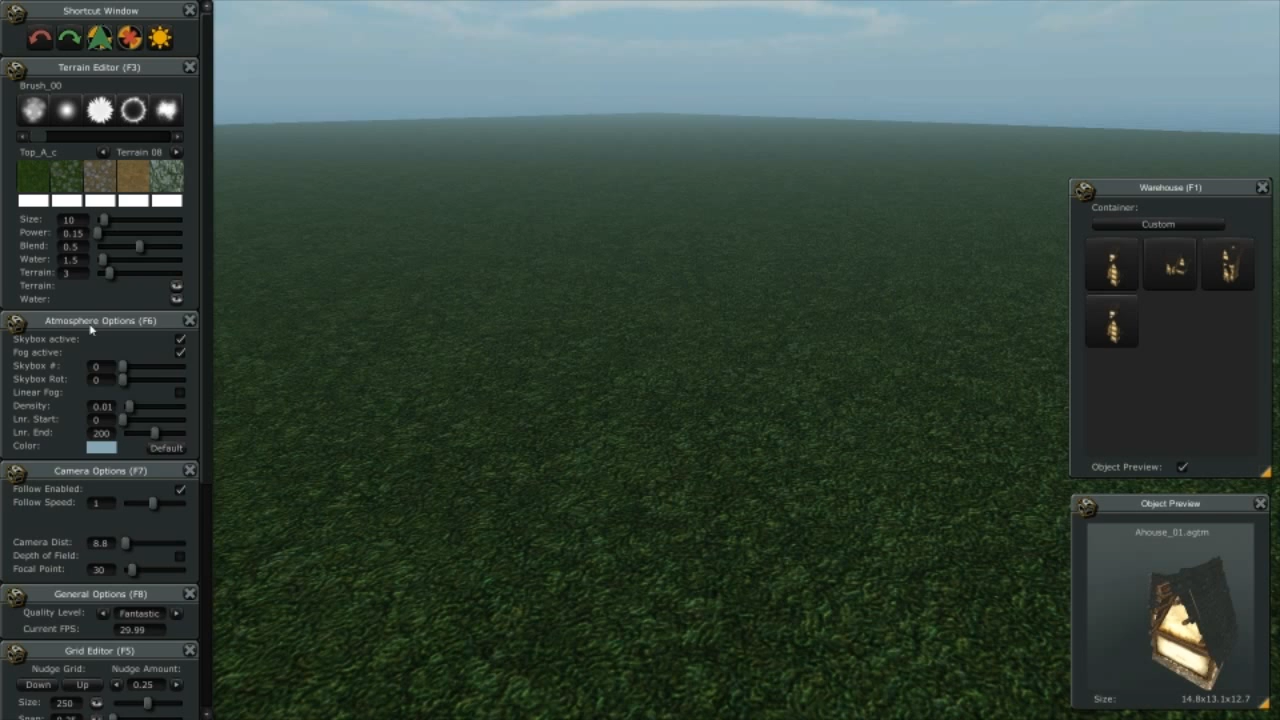 Shortcut Window
Terrain Editor (F3)
Brush_00
Top_A_c Terrain 08
Size: 10
Power: 0.15
Blend: 0.5
Water: 1.5
Terrain: 3
Terrain:
Water:
Atmosphere Options (F6)
Skybox active:
Fog active:
Skybox #: 0
Skybox Rot: 0
Linear Fog:
Density: 0.01
Lnr. Start: 0
Lnr. End: 200
Color: Default
Camera Options (F7)
Follow Enabled:
Follow Speed: 1
Camera Dist: 8.8
Depth of Field:
Focal Point: 30
General Options (F8)
Quality Level: Fantastic
Current FPS: 29.99
Grid Editor (F5)
Nudge Grid: Nudge Amount:
Down Up 0.25
Size: 250
Snap: 0.25
Warehouse (F1)
Container:
Custom
Object Preview:
Object Preview
Ahouse_01.agtm
Size: 14.8x13.1x12.7